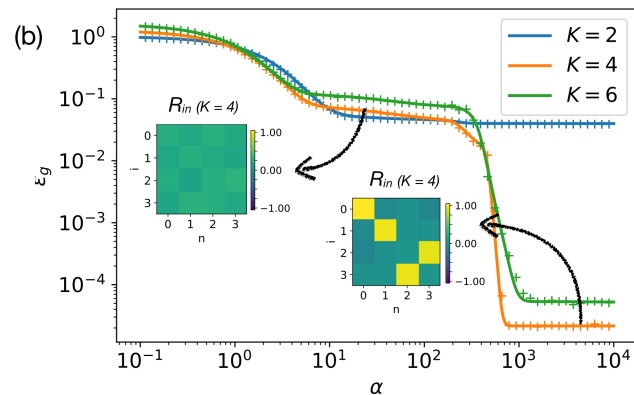 (b)
K = 2
K = 4
K = 6
10^0
10^-1
10^-2
10^-3
10^-4
ε_g
R_in (K = 4)
0
1
2
3
i
0 1 2 3
n
1.00
0.00
−1.00
R_in (K = 4)
0
1
2
3
i
0 1 2 3
n
1.00
0.00
−1.00
10^-1 10^0 10^1 10^2 10^3 10^4
α